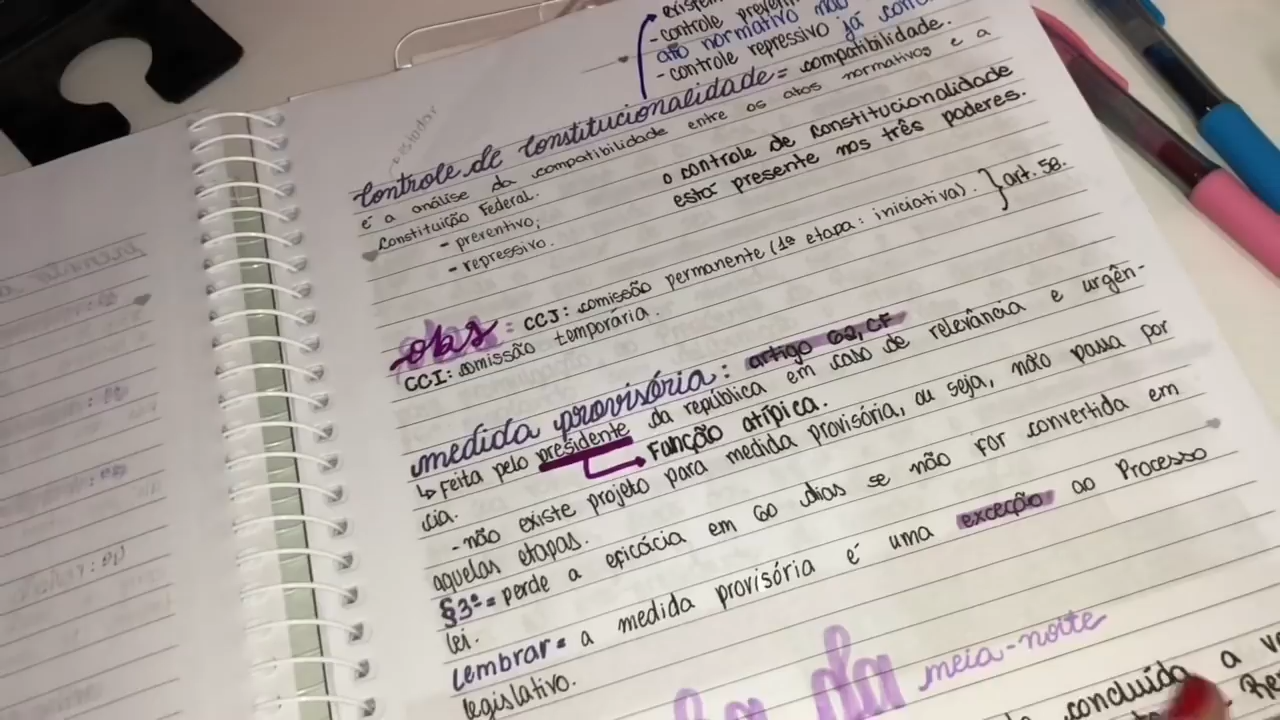 existem
- controle preven
ato normativo não
- controle repressivo já
controle de constitucionalidade = compatibilidade.
é a análise da compatibilidade entre os atos normativos e a
constituição Federal.
- preventivo;
- repressivo.
o controle de constitucionalidade
está presente nos três poderes.
obs: CCJ: comissão permanente (1ª etapa: iniciativa). } art. 58.
CCI: comissão temporária.
medida provisória: artigo 62, CF
↳ Feita pelo presidente da república em caso de relevância e urgên-
cia.
Função atípica.
- não existe projeto para medida provisória, ou seja, não passa por
aquelas etapas.
§3º = perde a eficácia em 60 dias se não for convertida em
lei.
Lembrar = a medida provisória é uma exceção ao Processo
legislativo.
da meia-noite
concluída a